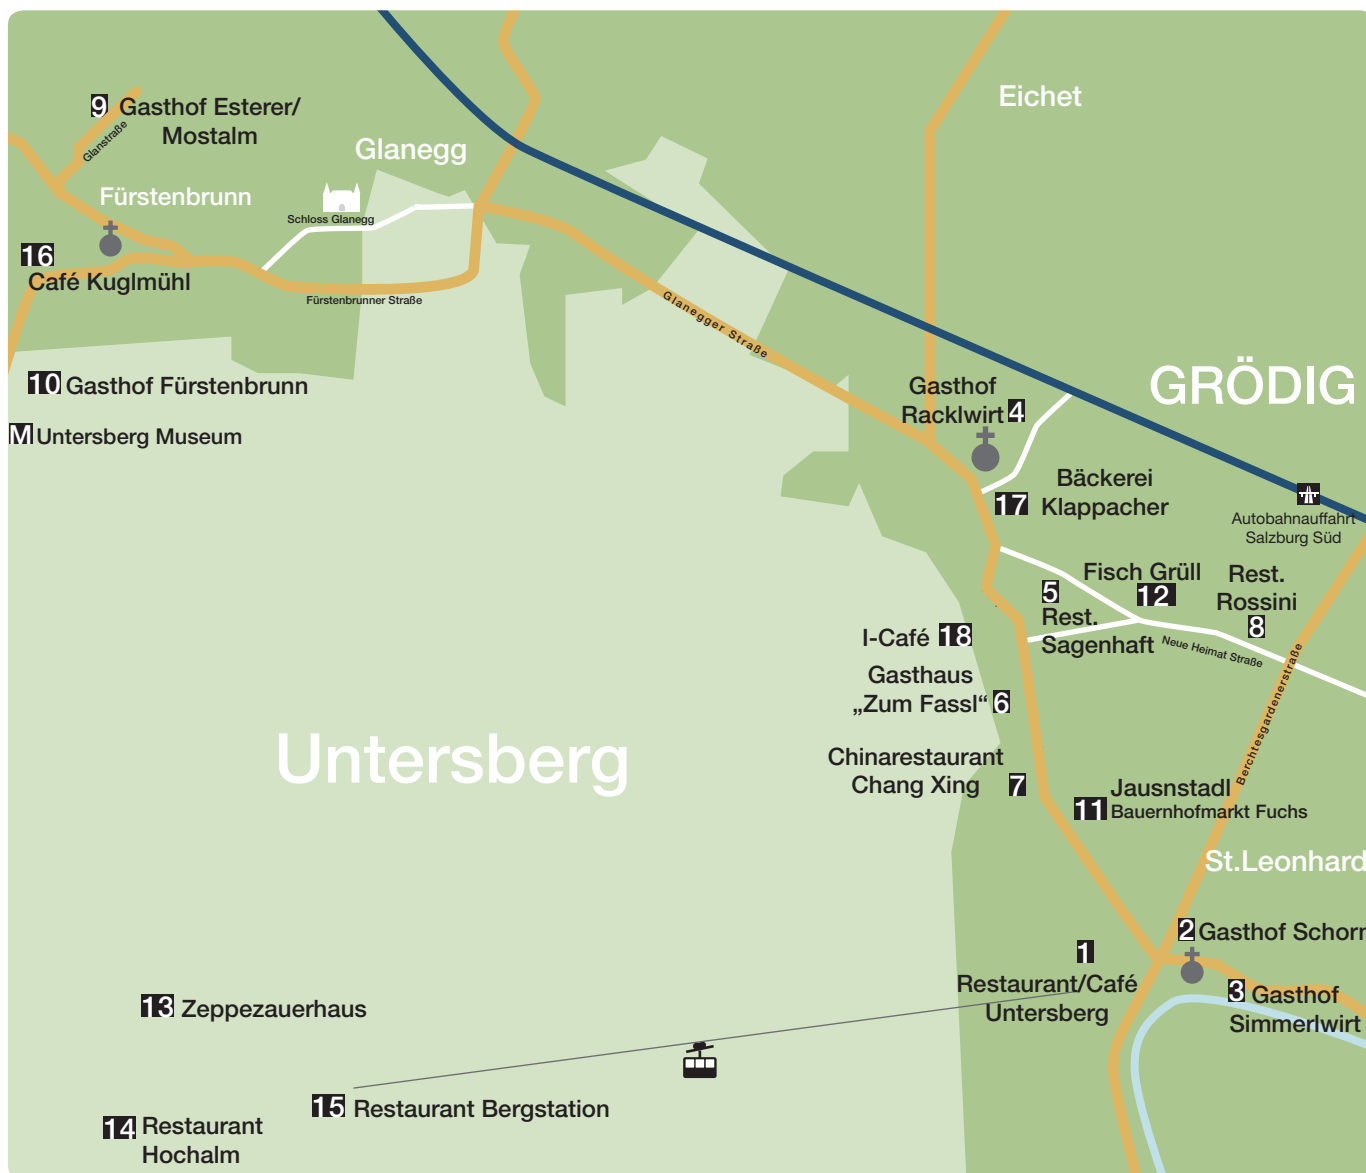 Eichet
9 Gasthof Esterer/
Mostalm
Glanstraße
Glanegg
Fürstenbrunn
Schloss Glanegg
16
Café Kuglmühl
Fürstenbrunner Straße
Glanegger Straße
10 Gasthof Fürstenbrunn
M Untersberg Museum
GRÖDIG
Gasthof
Racklwirt 4
Bäckerei
17 Klappacher
Autobahnauffahrt
Salzburg Süd
Fisch Grüll
12
Rest.
Rossini
8
5
Rest.
Sagenhaft
Neue Heimat Straße
I-Café 18
Gasthaus
„Zum Fassl“ 6
Berchtesgardenerstraße
Untersberg
Chinarestaurant
Chang Xing 7
Jausnstadl
11 Bauernhofmarkt Fuchs
St.Leonhard
2 Gasthof Schorn
1
Restaurant/Café
Untersberg
3 Gasthof
Simmerlwirt
13 Zeppezauerhaus
15 Restaurant Bergstation
14 Restaurant
Hochalm